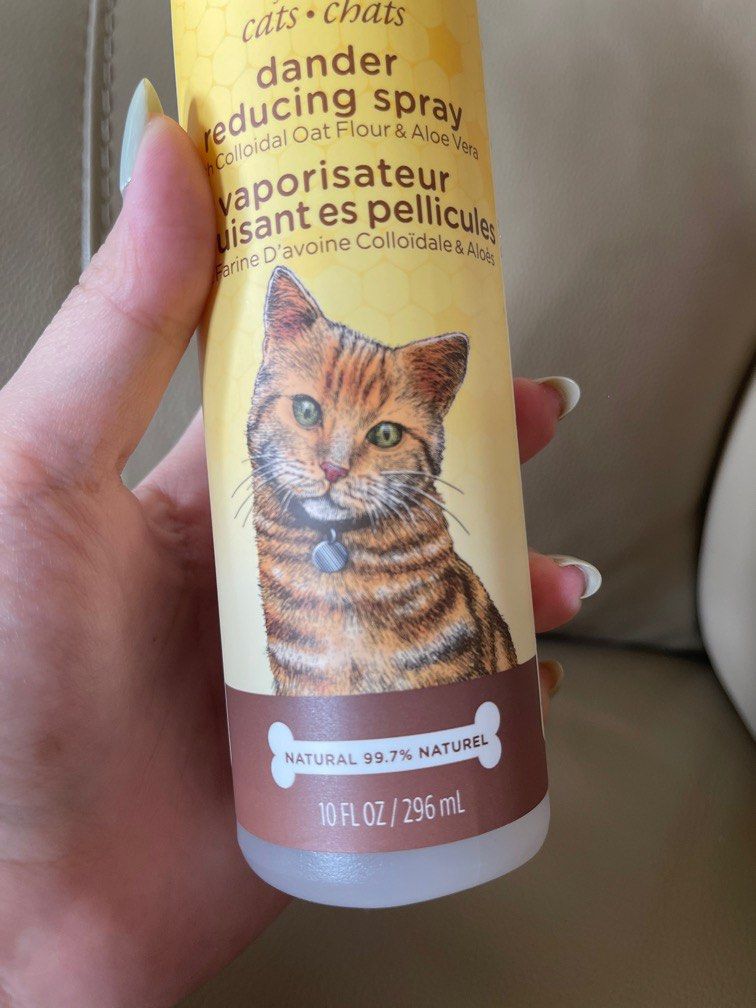 cats • chats
dander
reducing spray
Colloidal Oat Flour & Aloe Vera
vaporisateur
es pellicules
Farine D'avoine Colloïdale & Aloès
NATURAL 99.7% NATUREL
10 FL OZ / 296 mL